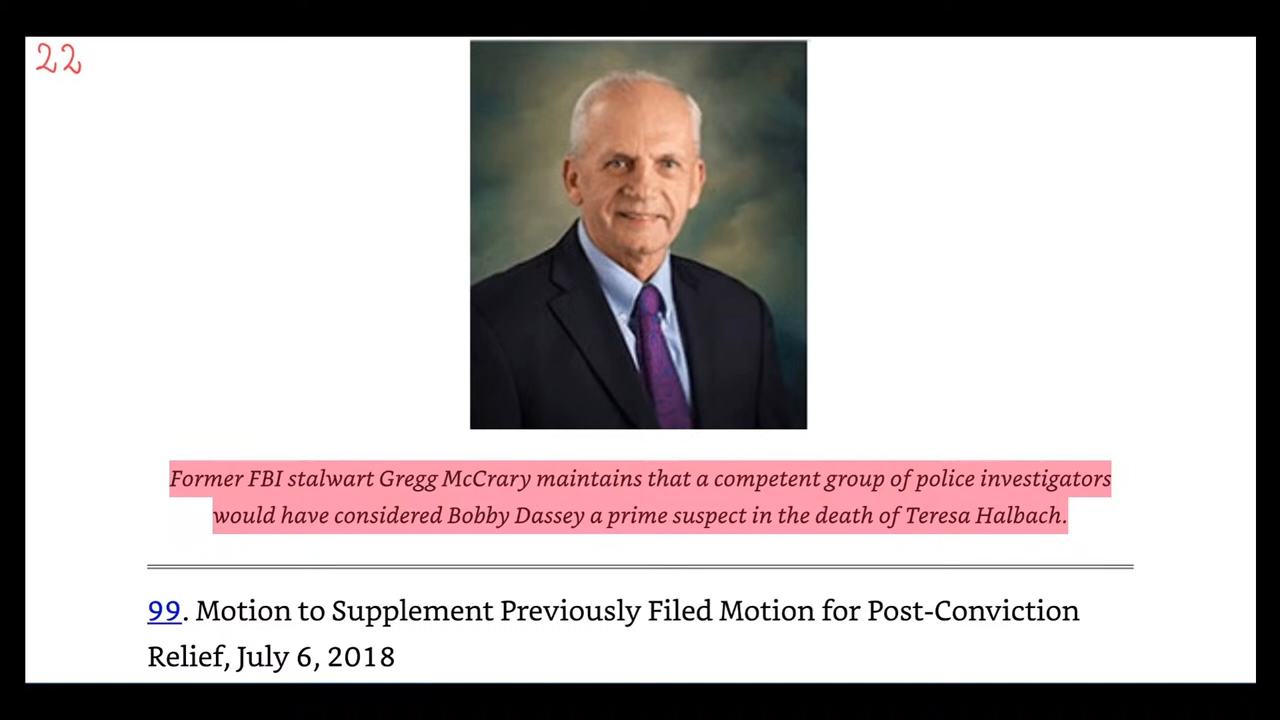 22
Former FBI stalwart Gregg McCrary maintains that a competent group of police investigators
would have considered Bobby Dassey a prime suspect in the death of Teresa Halbach.
99. Motion to Supplement Previously Filed Motion for Post-Conviction
Relief, July 6, 2018